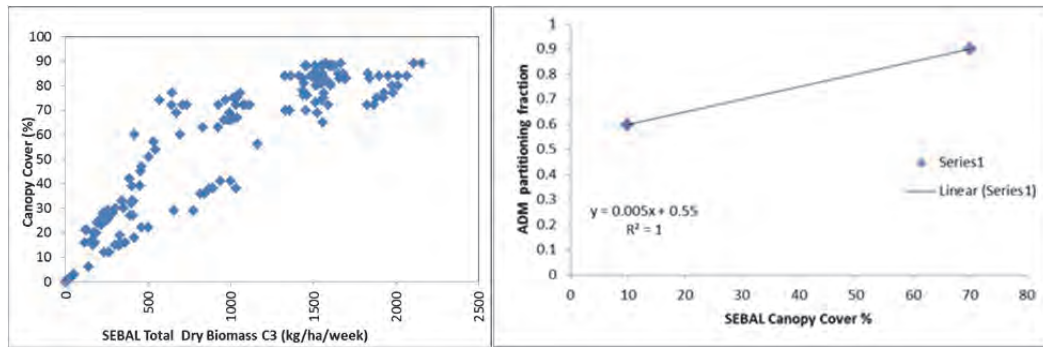 100
90
80
70
60
50
40
30
20
10
0
Canopy Cover (%)
0 500 1000 1500 2000 2500
SEBAL Total Dry Biomass C3 (kg/ha/week)
1
0.9
0.8
0.7
0.6
0.5
0.4
0.3
0.2
0.1
0
ADM partitioning fraction
Series1
Linear (Series1)
y = 0.005x + 0.55
R² = 1
0 10 20 30 40 50 60 70 80
SEBAL Canopy Cover %